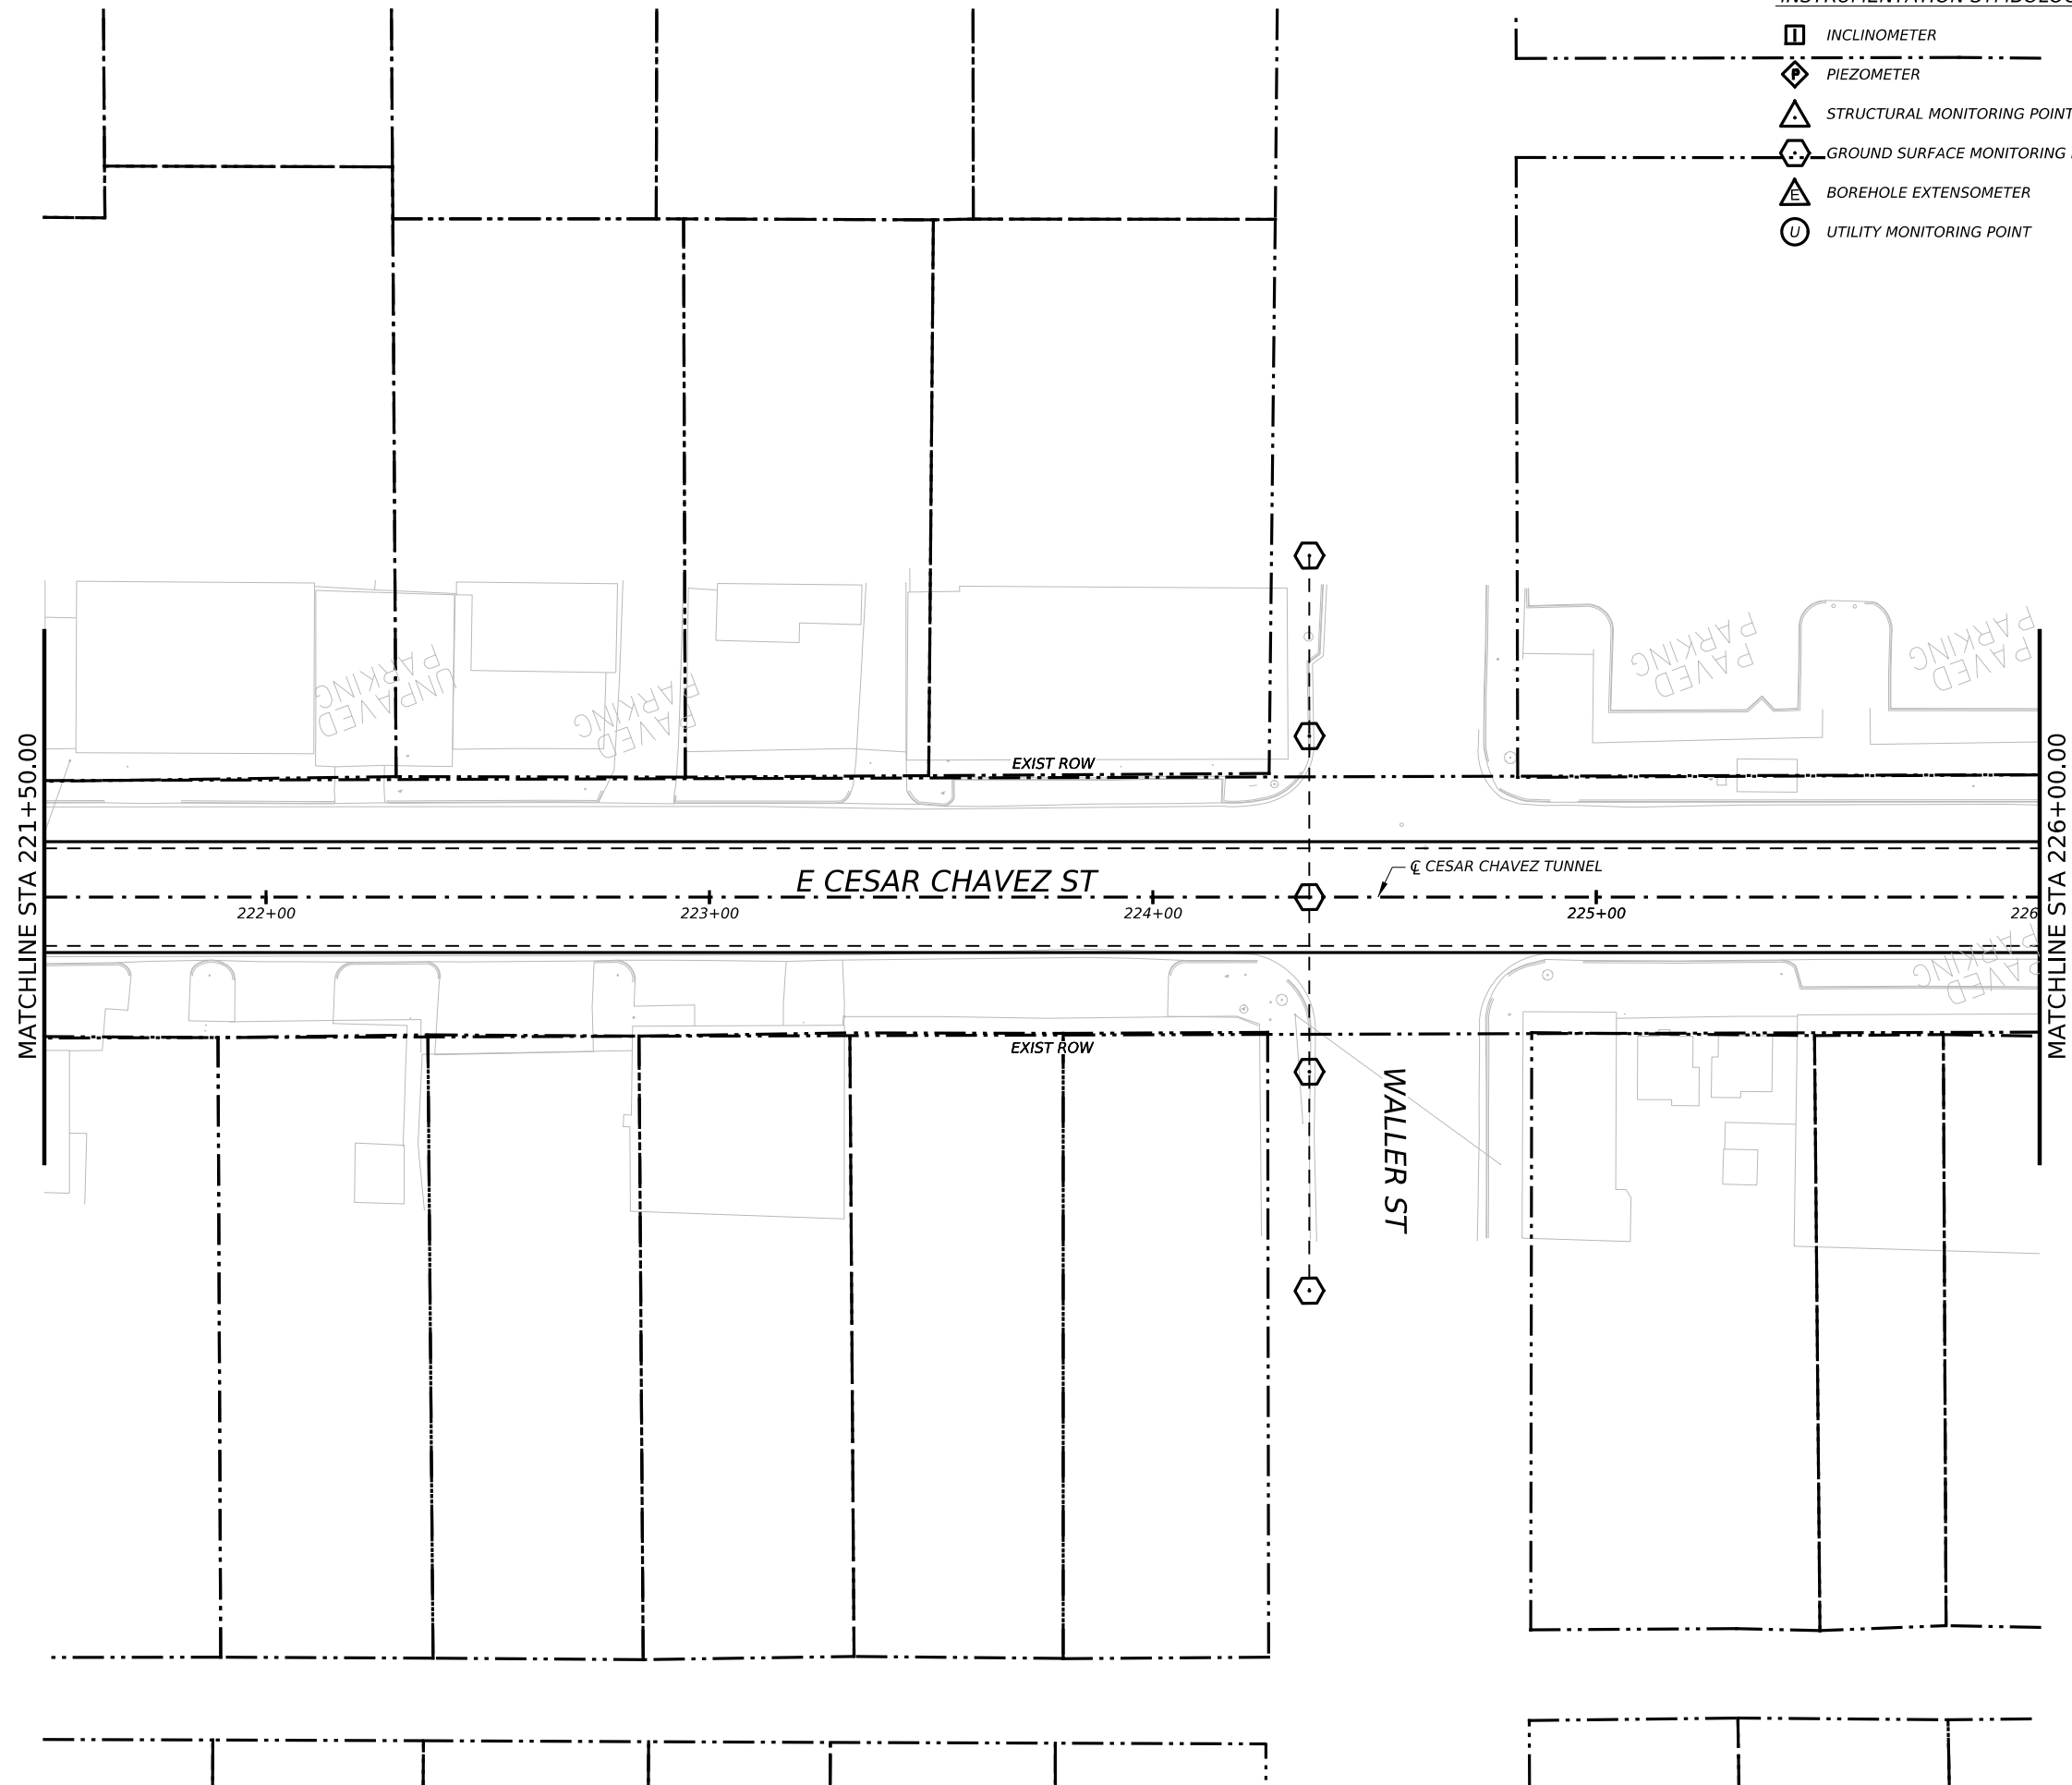 INCLINOMETER
PIEZOMETER
P
STRUCTURAL MONITORING POINT
GROUND SURFACE MONITORING
BOREHOLE EXTENSOMETER
E
UTILITY MONITORING POINT
U
UNPAVED
PARKING
PAVED
PARKING
PAVED
PARKING
PAVED
PARKING
EXIST ROW
MATCHLINE STA 221+50.00
MATCHLINE STA 226+00.00
E CESAR CHAVEZ ST
℄ CESAR CHAVEZ TUNNEL
222+00
223+00
224+00
225+00
226
PAVED
PARKING
EXIST ROW
WALLER ST